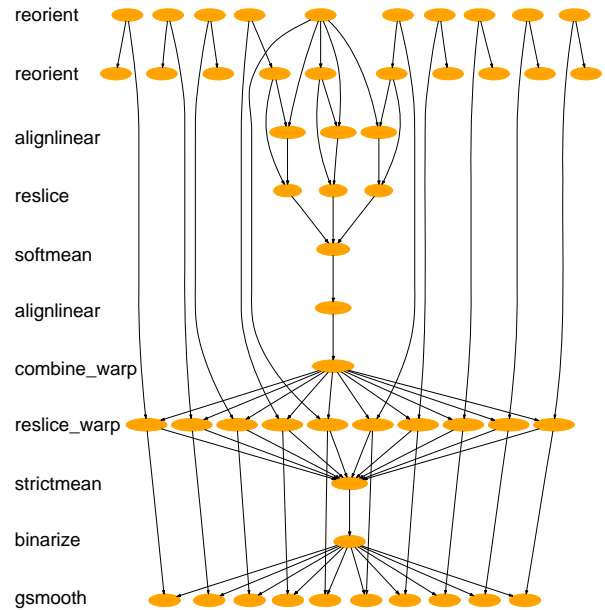 reorient
reorient
alignlinear
reslice
softmean
alignlinear
combine_warp
reslice_warp
strictmean
binarize
gsmooth